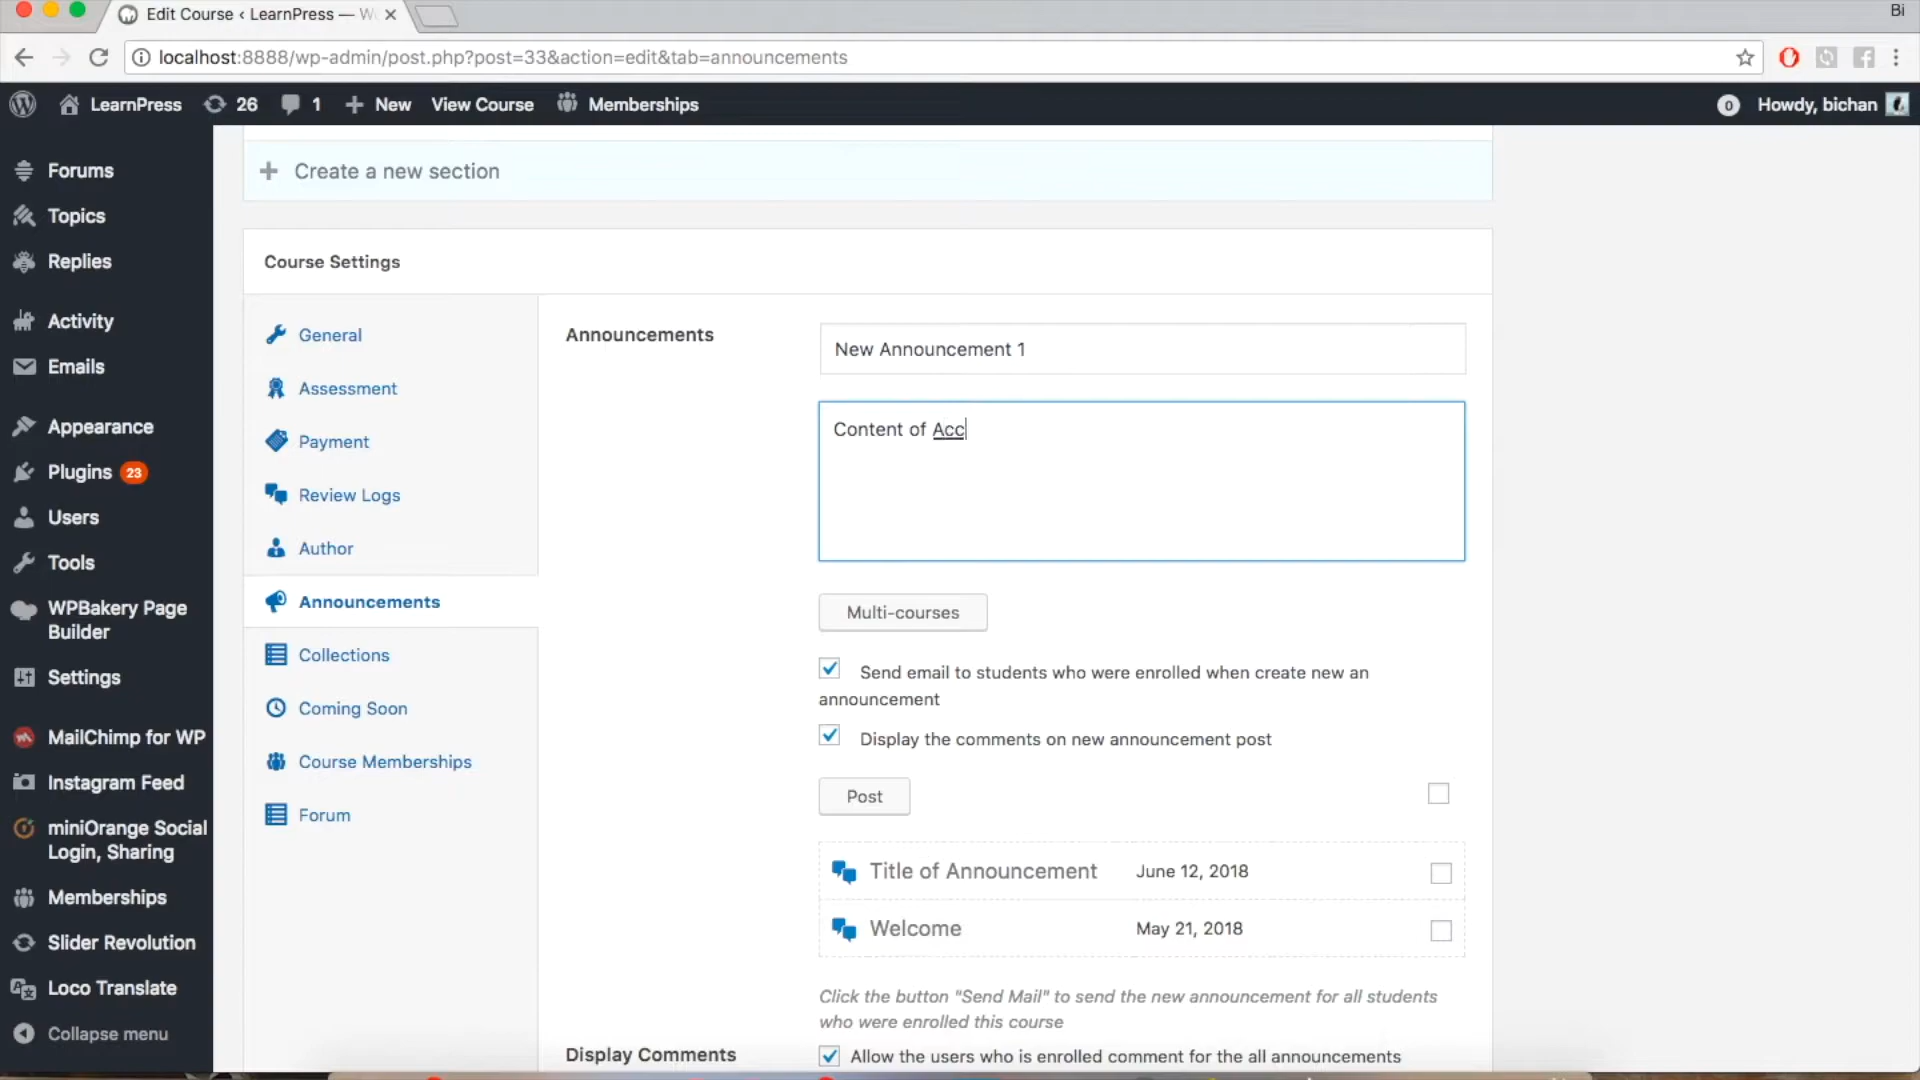 Edit Course ‹ LearnPress — W
Bi
localhost:8888/wp-admin/post.php?post=33&action=edit&tab=announcements
LearnPress 26 1 New View Course Memberships 0 Howdy, bichan
Forums
Topics
Replies
Activity
Emails
Appearance
Plugins 23
Users
Tools
WPBakery Page
Builder
Settings
MailChimp for WP
Instagram Feed
miniOrange Social
Login, Sharing
Memberships
Slider Revolution
Loco Translate
Collapse menu
Create a new section
Course Settings
General
Assessment
Payment
Review Logs
Author
Announcements
Collections
Coming Soon
Course Memberships
Forum
Announcements
New Announcement 1
Content of Acc
Multi-courses
Send email to students who were enrolled when create new an
announcement
Display the comments on new announcement post
Post
Title of Announcement June 12, 2018
Welcome May 21, 2018
Click the button "Send Mail" to send the new announcement for all students
who were enrolled this course
Display Comments
Allow the users who is enrolled comment for the all announcements